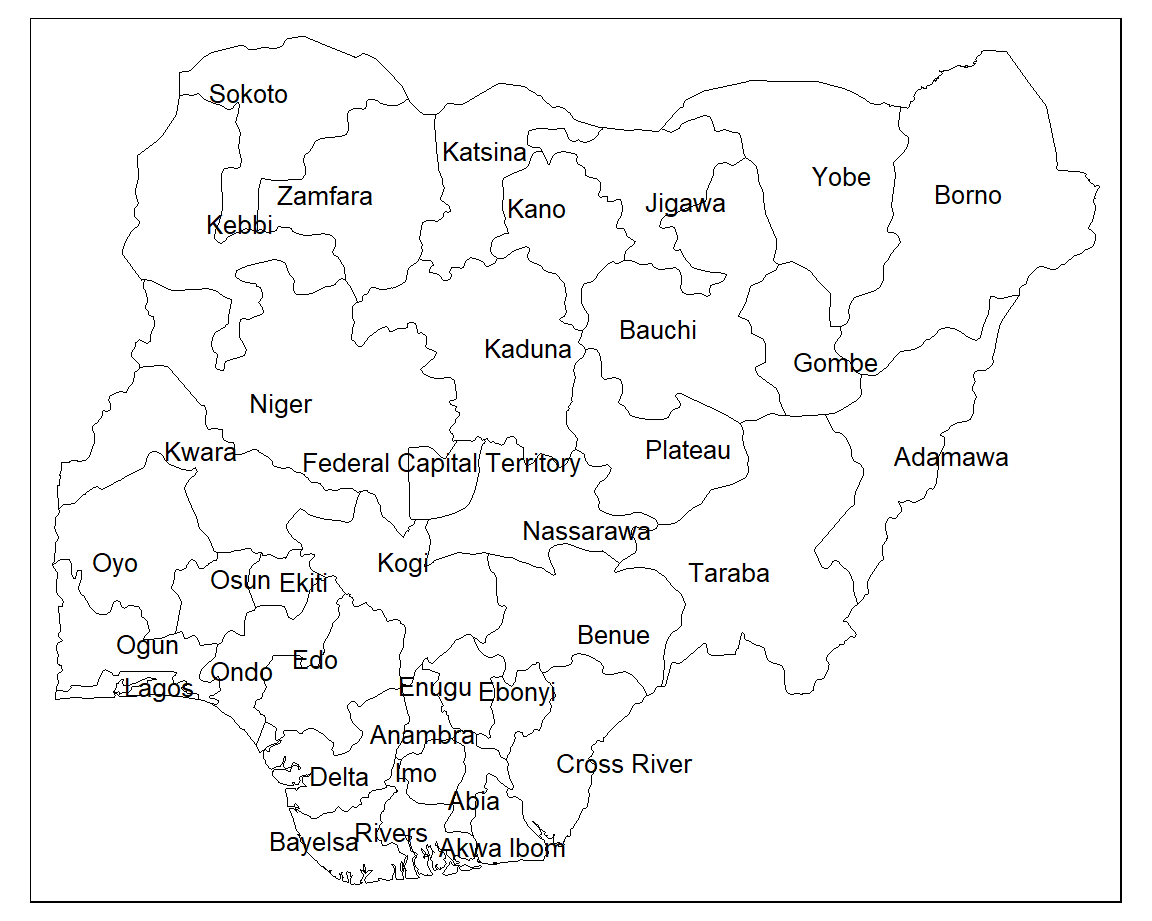 Sokoto
Katsina
Yobe
Zamfara
Borno
Jigawa
Kano
Kebbi
Bauchi
Kaduna
Gombe
Niger
Kwara
Plateau
Adamawa
Federal Capital Territory
Nassarawa
Oyo
Kogi
Taraba
Osun
Ekiti
Benue
Ogun
Edo
Ondo
Lagos
Enugu
Ebonyi
Anambra
Cross River
Imo
Delta
Abia
Rivers
Bayelsa
Akwa Ibom